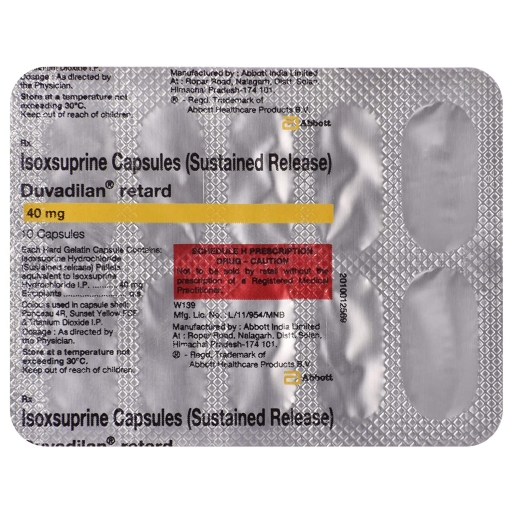 Titanium Dioxide I.P.
Dosage : As directed by
the Physician.
Store at a temperature not
exceeding 30°C.
Keep out of reach of children.
Manufactured by : Abbott India Limited
At : Ropar Road, Nalagarh, Distt. Solan,
Himachal Pradesh-174 101.
® - Regd. Trademark of
Abbott Healthcare Products B.V.
Abbott
Rx
Isoxsuprine Capsules (Sustained Release)
Duvadilan® retard
40 mg
10 Capsules
Each Hard Gelatin Capsule Contains:
Isoxsuprine Hydrochloride
(Sustained release) Pellets
equivalent to Isoxsuprine
Hydrochloride I.P. ........ 40 mg
Excipients ................... q.s.
Colours used in capsule shell:
Ponceau 4R, Sunset Yellow FCF
& Titanium Dioxide I.P.
Dosage : As directed by
the Physician.
Store at a temperature not
exceeding 30°C.
Keep out of reach of children.
SCHEDULE H PRESCRIPTION
DRUG - CAUTION
Not to be sold by retail without the
prescription of a Registered Medical
Practitioner.
W139
Mfg. Lic. No.: L/11/954/MNB
Manufactured by : Abbott India Limited
At : Ropar Road, Nalagarh, Distt. Solan,
Himachal Pradesh-174 101.
® - Regd. Trademark of
Abbott Healthcare Products B.V.
Abbott
2010012569
Rx
Isoxsuprine Capsules (Sustained Release)
Duvadilan® retard